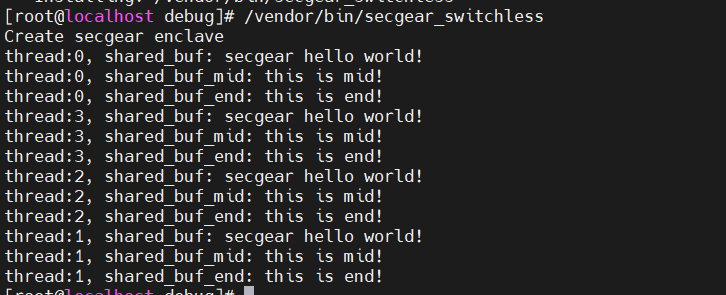 Installing: /vendor/bin/secgear_switchless
[root@localhost debug]# /vendor/bin/secgear_switchless
Create secgear enclave
thread:0, shared_buf: secgear hello world!
thread:0, shared_buf_mid: this is mid!
thread:0, shared_buf_end: this is end!
thread:3, shared_buf: secgear hello world!
thread:3, shared_buf_mid: this is mid!
thread:3, shared_buf_end: this is end!
thread:2, shared_buf: secgear hello world!
thread:2, shared_buf_mid: this is mid!
thread:2, shared_buf_end: this is end!
thread:1, shared_buf: secgear hello world!
thread:1, shared_buf_mid: this is mid!
thread:1, shared_buf_end: this is end!
[root@localhost debug]#